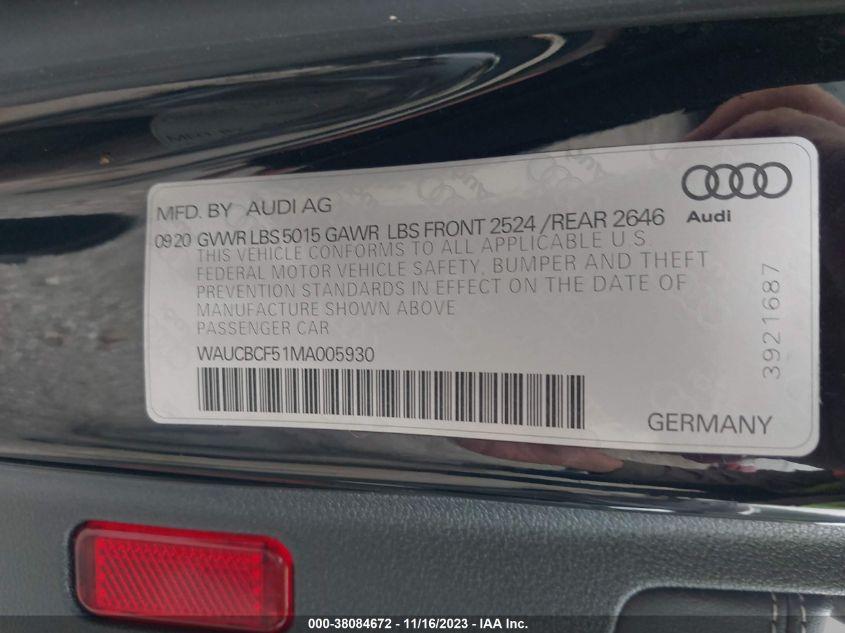 MFD. BY AUDI AG
Audi
09 20 GVWR LBS 5015 GAWR LBS FRONT 2524 / REAR 2646
THIS VEHICLE CONFORMS TO ALL APPLICABLE U.S.
FEDERAL MOTOR VEHICLE SAFETY, BUMPER AND THEFT
PREVENTION STANDARDS IN EFFECT ON THE DATE OF
MANUFACTURE SHOWN ABOVE
PASSENGER CAR
WAUCBCF51MA005930
3921687
GERMANY
000-38084672 - 11/16/2023 - IAA Inc.